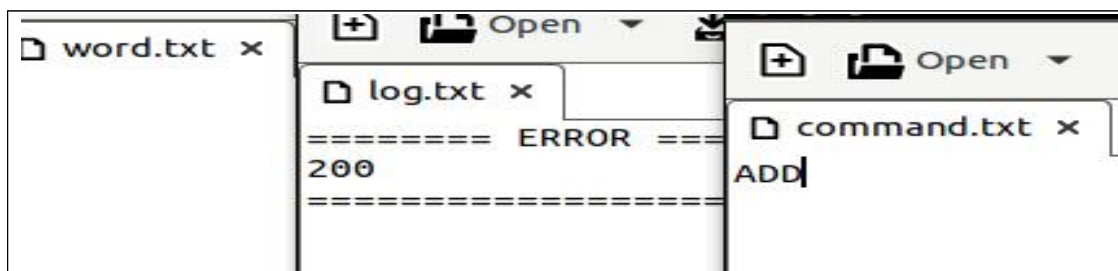 word.txt ×
Open
log.txt ×
======== ERROR ===
200
==================
Open
command.txt ×
ADD